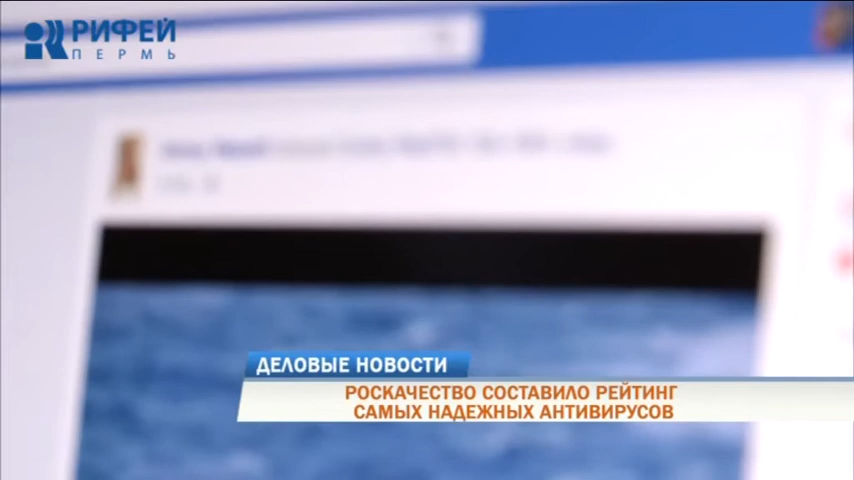 РИФЕЙ
ПЕРМЬ
ДЕЛОВЫЕ НОВОСТИ
РОСКАЧЕСТВО СОСТАВИЛО РЕЙТИНГ
САМЫХ НАДЕЖНЫХ АНТИВИРУСОВ